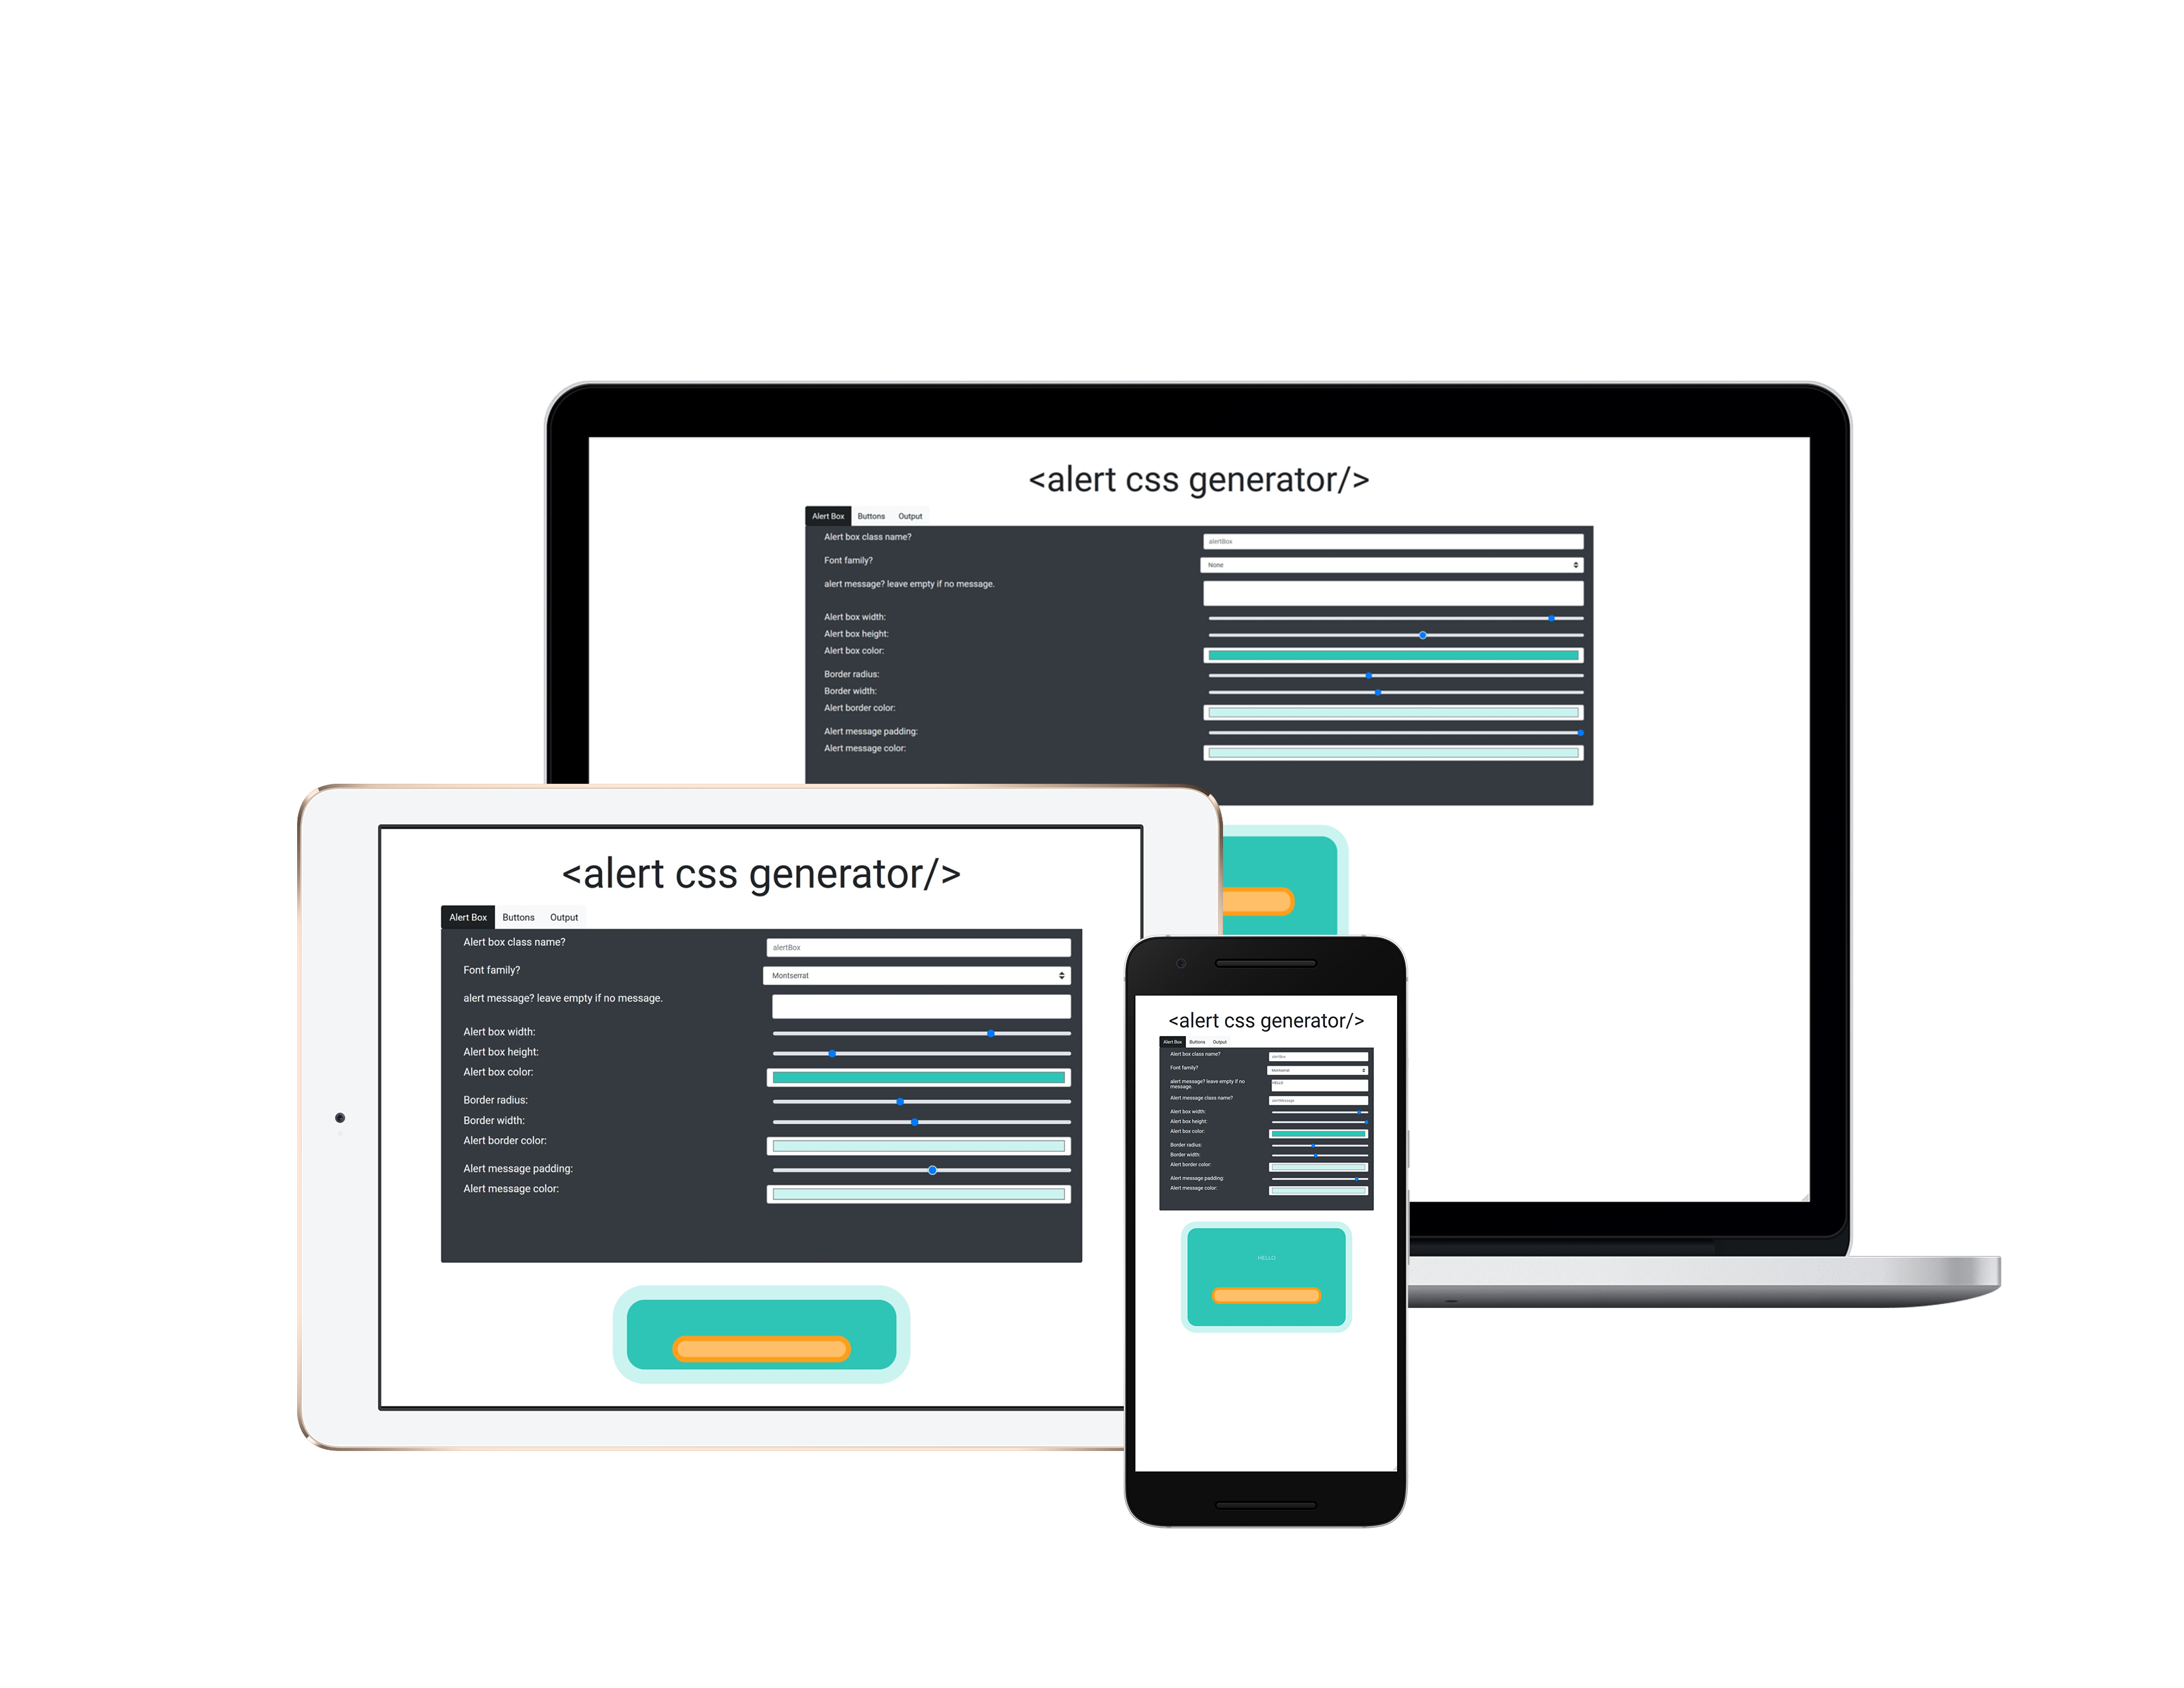 <alert css generator/>
Alert Box Buttons Output
Alert box class name?
alertBox
Font family?
None
alert message? leave empty if no message.
Alert box width:
Alert box height:
Alert box color:
Border radius:
Border width:
Alert border color:
Alert message padding:
Alert message color:
<alert css generator/>
Alert Box Buttons Output
Alert box class name?
alertBox
Font family?
Montserrat
alert message? leave empty if no message.
Alert box width:
Alert box height:
Alert box color:
Border radius:
Border width:
Alert border color:
Alert message padding:
Alert message color:
<alert css generator/>
Alert Box Buttons Output
Alert box class name?
alertBox
Font family?
Montserrat
alert message? leave empty if no
message.
HELLO
Alert message class name?
alertMessage
Alert box width:
Alert box height:
Alert box color:
Border radius:
Border width:
Alert border color:
Alert message padding:
Alert message color:
HELLO